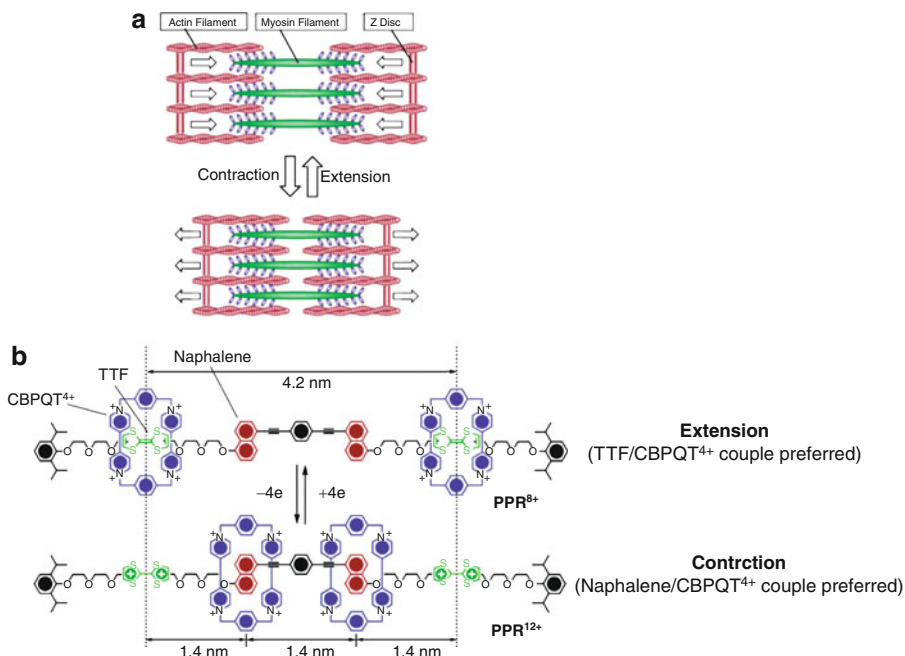 a
Actin Filament
Myosin Filament
Z Disc
Contraction
Extension
b
Naphalene
4.2 nm
TTF
CBPQT⁴⁺
+
N
+
N
S
S
S
S
N
+
N
+
+
N
+
N
S
S
S
S
N
+
N
+
O
O
O
O
O
O
Extension
(TTF/CBPQT⁴⁺ couple preferred)
PPR⁸⁺
−4e
+4e
+
N
N
+
+
N
N
+
S
S
S
S
S
S
S
S
O
O
O
O
O
O
N
+
N
+
N
+
N
+
Contrction
(Naphalene/CBPQT⁴⁺ couple preferred)
PPR¹²⁺
1.4 nm
1.4 nm
1.4 nm